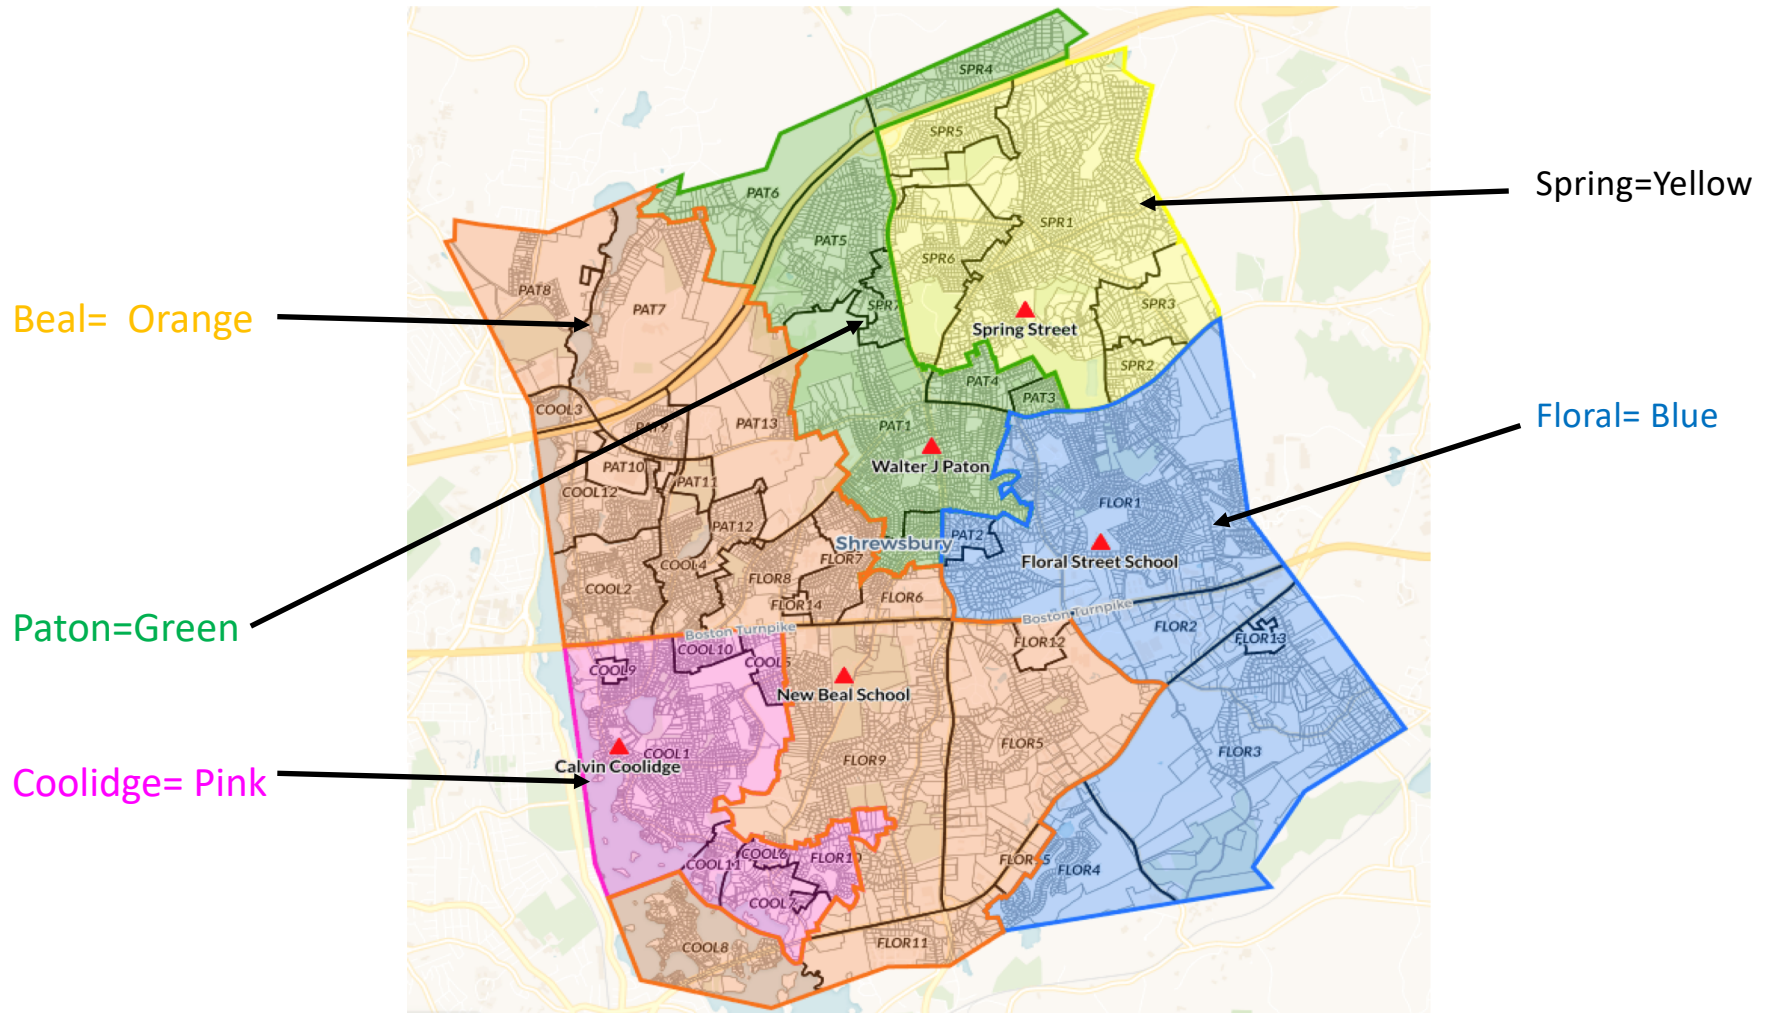 SPR4
SPR5
Spring=Yellow
PAT6
SPR1
PAT5
SPR6
PAT8
SPR7
SPR3
PAT7
Beal=  Orange
Spring Street
SPR2
PAT4
PAT3
COOL3
Floral= Blue
PAT13
PAT9
PAT1
Walter J Paton
PAT10
PAT11
COOL12
FLOR1
PAT12
PAT2
Shrewsbury
FLOR7
Floral Street School
COOL4
FLOR8
COOL2
FLOR6
FLOR14
Boston Turnpike
Boston Turnpike
Paton=Green
FLOR2
FLOR13
FLOR12
COOL10
COOL5
COOL9
New Beal School
FLOR5
FLOR3
COOL1
FLOR9
Calvin Coolidge
Coolidge= Pink
COOL6
FLOR10
COOL11
FLOR15
FLOR4
COOL7
FLOR11
COOL8